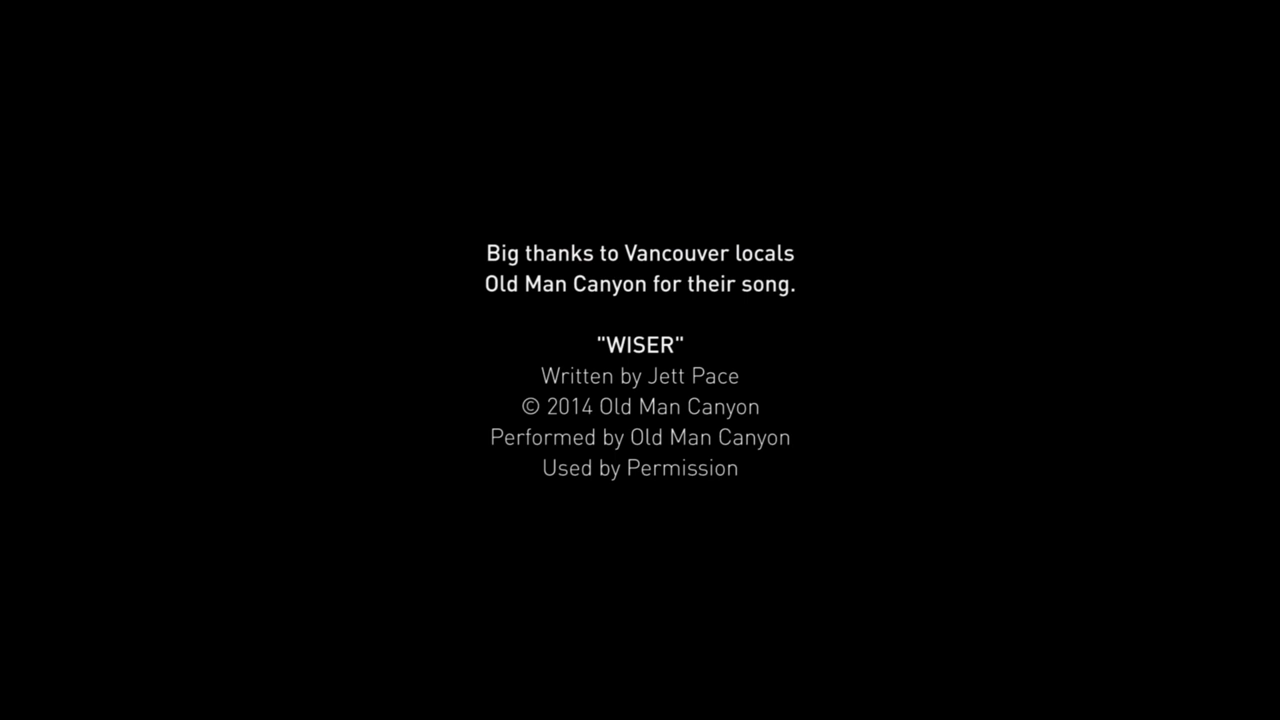 Big thanks to Vancouver locals
Old Man Canyon for their song.
"WISER"
Written by Jett Pace
© 2014 Old Man Canyon
Performed by Old Man Canyon
Used by Permission